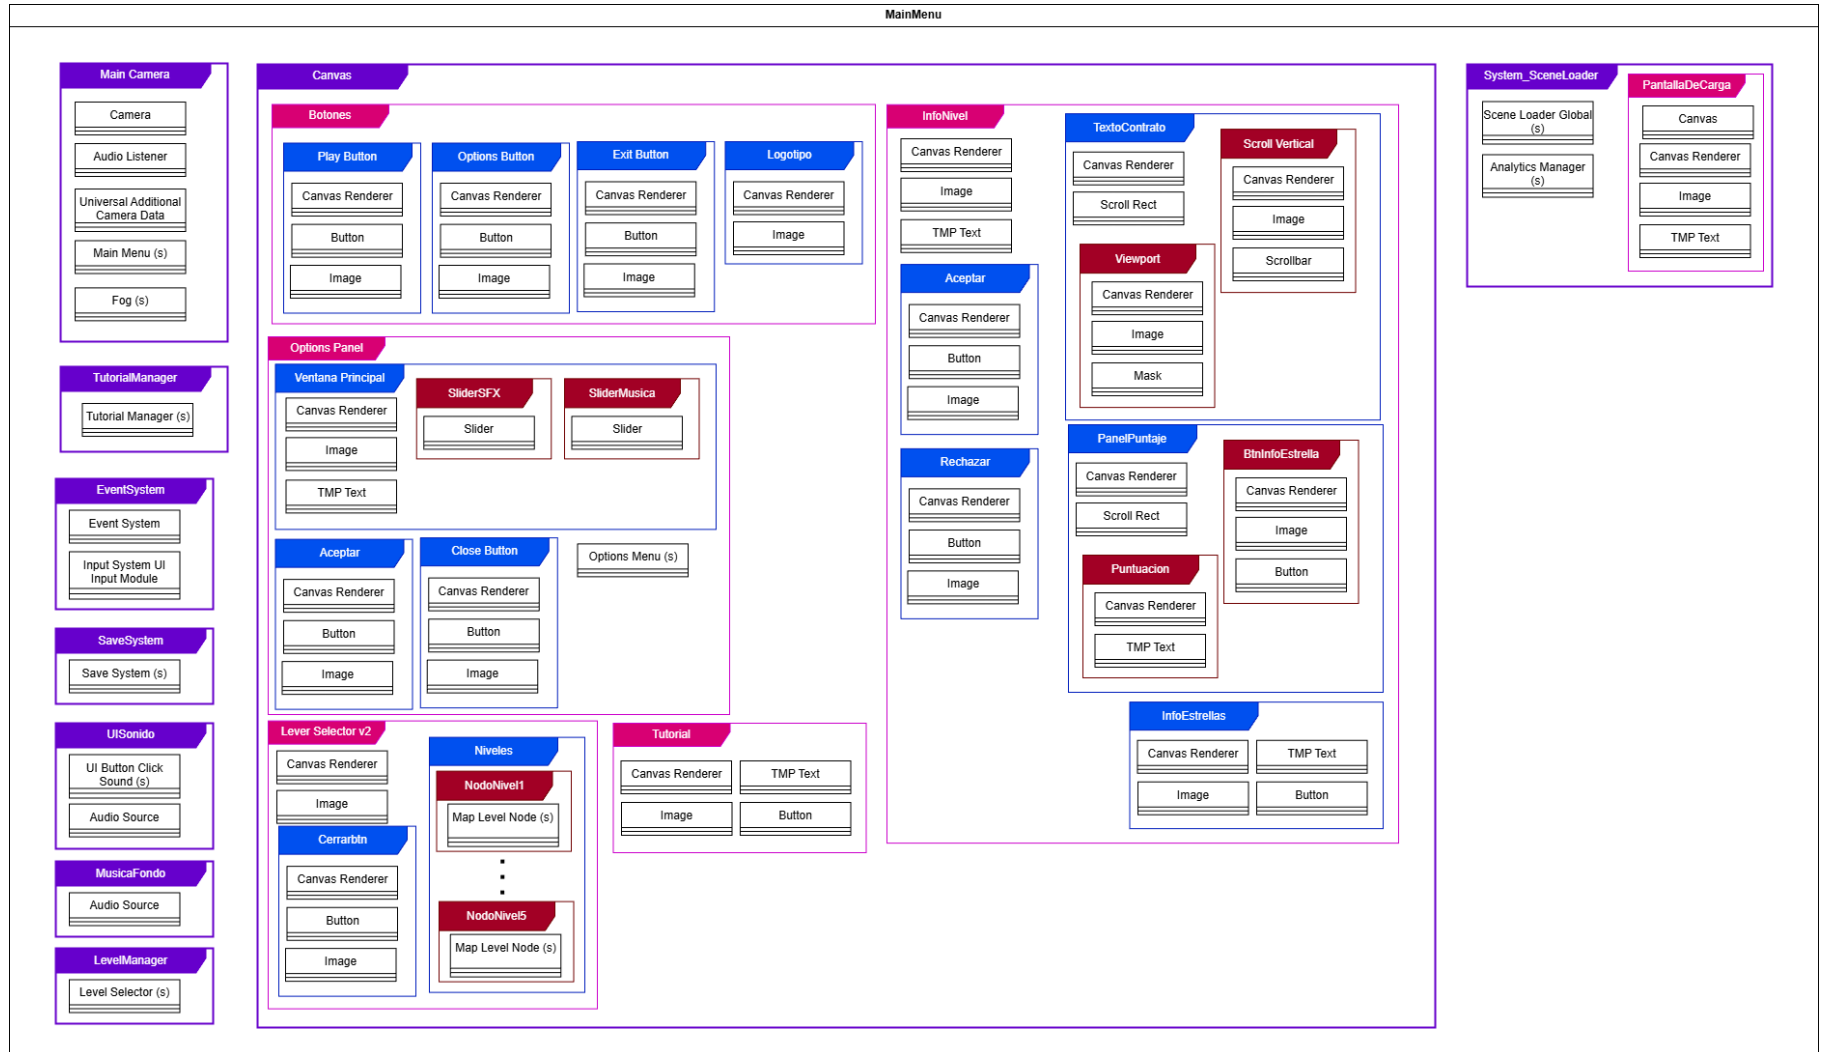 MainMenu
Main Camera
Camera
Audio Listener
Universal Additional
Camera Data
Main Menu (s)
Fog (s)
TutorialManager
Tutorial Manager (s)
EventSystem
Event System
Input System UI
Input Module
SaveSystem
Save System (s)
UISonido
UI Button Click
Sound (s)
Audio Source
MusicaFondo
Audio Source
LevelManager
Level Selector (s)
Canvas
Botones
Play Button
Canvas Renderer
Button
Image
Options Button
Canvas Renderer
Button
Image
Exit Button
Canvas Renderer
Button
Image
Logotipo
Canvas Renderer
Image
Options Panel
Ventana Principal
Canvas Renderer
Image
TMP Text
SliderSFX
Slider
SliderMusica
Slider
Aceptar
Canvas Renderer
Button
Image
Close Button
Canvas Renderer
Button
Image
Options Menu (s)
Lever Selector v2
Canvas Renderer
Image
Cerrarbtn
Canvas Renderer
Button
Image
Niveles
NodoNivel1
Map Level Node (s)
NodoNivel5
Map Level Node (s)
Tutorial
Canvas Renderer
TMP Text
Image
Button
InfoNivel
Canvas Renderer
Image
TMP Text
Aceptar
Canvas Renderer
Button
Image
Rechazar
Canvas Renderer
Button
Image
TextoContrato
Canvas Renderer
Scroll Rect
Viewport
Canvas Renderer
Image
Mask
Scroll Vertical
Canvas Renderer
Image
Scrollbar
PanelPuntaje
Canvas Renderer
Scroll Rect
Puntuacion
Canvas Renderer
TMP Text
BtnInfoEstrella
Canvas Renderer
Image
Button
InfoEstrellas
Canvas Renderer
TMP Text
Image
Button
System_SceneLoader
Scene Loader Global
(s)
Analytics Manager
(s)
PantallaDeCarga
Canvas
Canvas Renderer
Image
TMP Text